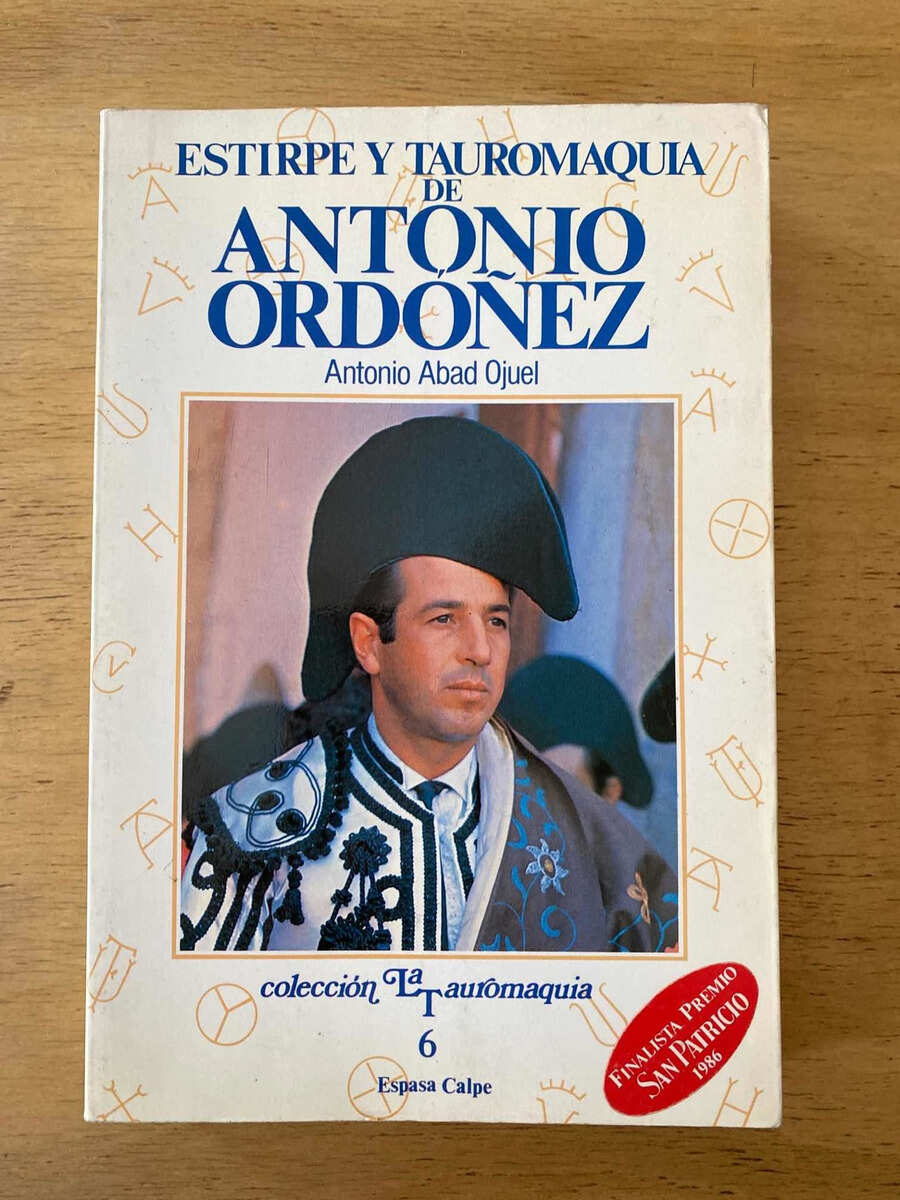 ESTIRPE Y TAUROMAQUIA
DE
ANTONIO
ORDÓÑEZ
Antonio Abad Ojuel
colección La Tauromaquia
6
Espasa Calpe
FINALISTA PREMIO
SAN PATRICIO
1986